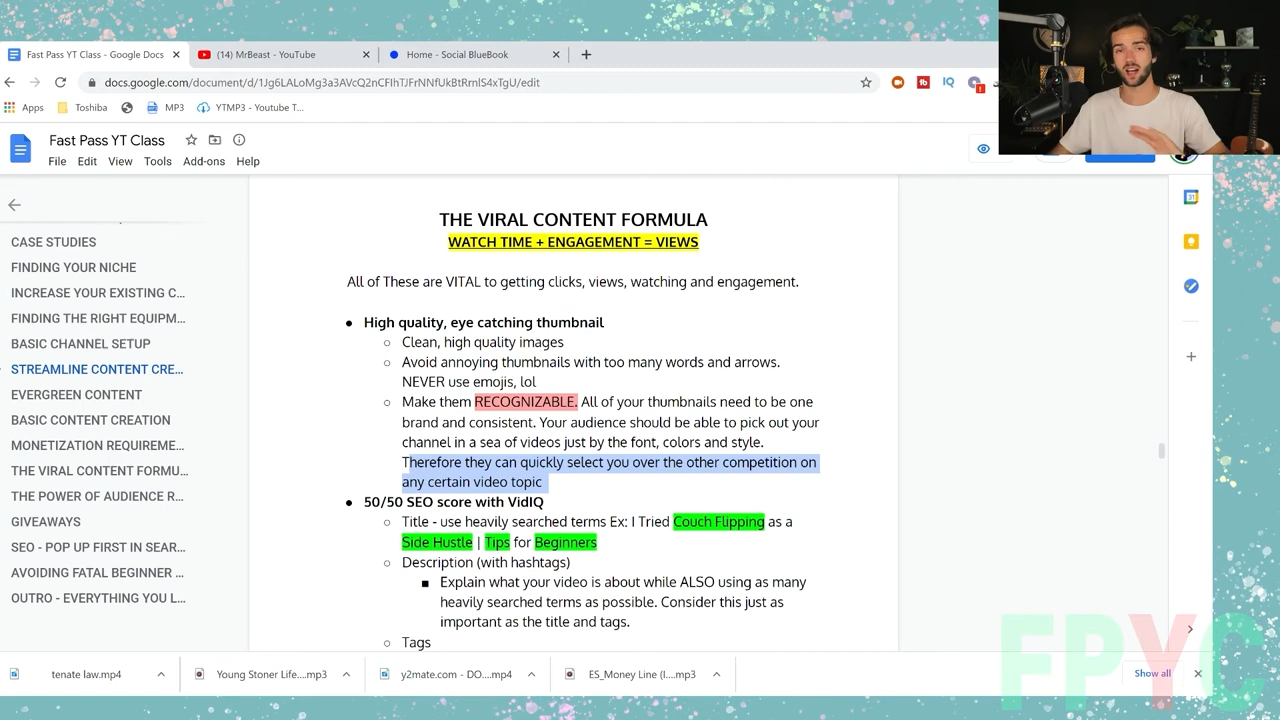 Fast Pass YT Class - Google Docs
(14) MrBeast - YouTube
Home - Social BlueBook
Apps
Toshiba
MP3
YTMP3 - Youtube T...
Fast Pass YT Class
File Edit View Tools Add-ons Help
CASE STUDIES
FINDING YOUR NICHE
INCREASE YOUR EXISTING C...
FINDING THE RIGHT EQUIPM...
BASIC CHANNEL SETUP
STREAMLINE CONTENT CRE...
EVERGREEN CONTENT
BASIC CONTENT CREATION
MONETIZATION REQUIREME...
THE VIRAL CONTENT FORMU...
THE POWER OF AUDIENCE R...
GIVEAWAYS
SEO - POP UP FIRST IN SEAR...
AVOIDING FATAL BEGINNER ...
OUTRO - EVERYTHING YOU L...
THE VIRAL CONTENT FORMULA
WATCH TIME + ENGAGEMENT = VIEWS
All of These are VITAL to getting clicks, views, watching and engagement.
High quality, eye catching thumbnail
Clean, high quality images
Avoid annoying thumbnails with too many words and arrows.
NEVER use emojis, lol
Make them RECOGNIZABLE. All of your thumbnails need to be one
brand and consistent. Your audience should be able to pick out your
channel in a sea of videos just by the font, colors and style.
Therefore they can quickly select you over the other competition on
any certain video topic
50/50 SEO score with VidIQ
Title - use heavily searched terms Ex: I Tried Couch Flipping as a
Side Hustle | Tips for Beginners
Description (with hashtags)
Explain what your video is about while ALSO using as many
heavily searched terms as possible. Consider this just as
important as the title and tags.
Tags
FPYC
tenate law.mp4
Young Stoner Life....mp3
y2mate.com - DO....mp4
ES_Money Line (I....mp3
Show all